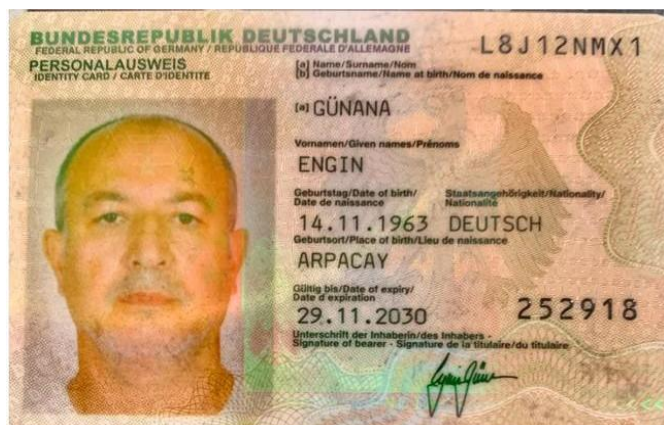 BUNDESREPUBLIK DEUTSCHLAND
FEDERAL REPUBLIC OF GERMANY / REPUBLIQUE FEDERALE D'ALLEMAGNE
PERSONALAUSWEIS
IDENTITY CARD / CARTE D'IDENTITE
L8J12NMX1
[a] Name/Surname/Nom
[b] Geburtsname/Name at birth/Nom de naissance
[a] GÜNANA
Vornamen/Given names/Prénoms
ENGIN
Geburtstag/Date of birth/ Staatsangehörigkeit/Nationality/
Date de naissance Nationalité
14.11.1963 DEUTSCH
Geburtsort/Place of birth/Lieu de naissance
ARPACAY
Gültig bis/Date of expiry/
Date d'expiration
29.11.2030 252918
Unterschrift der Inhaberin/des Inhabers -
Signature of bearer - Signature de la titulaire/du titulaire